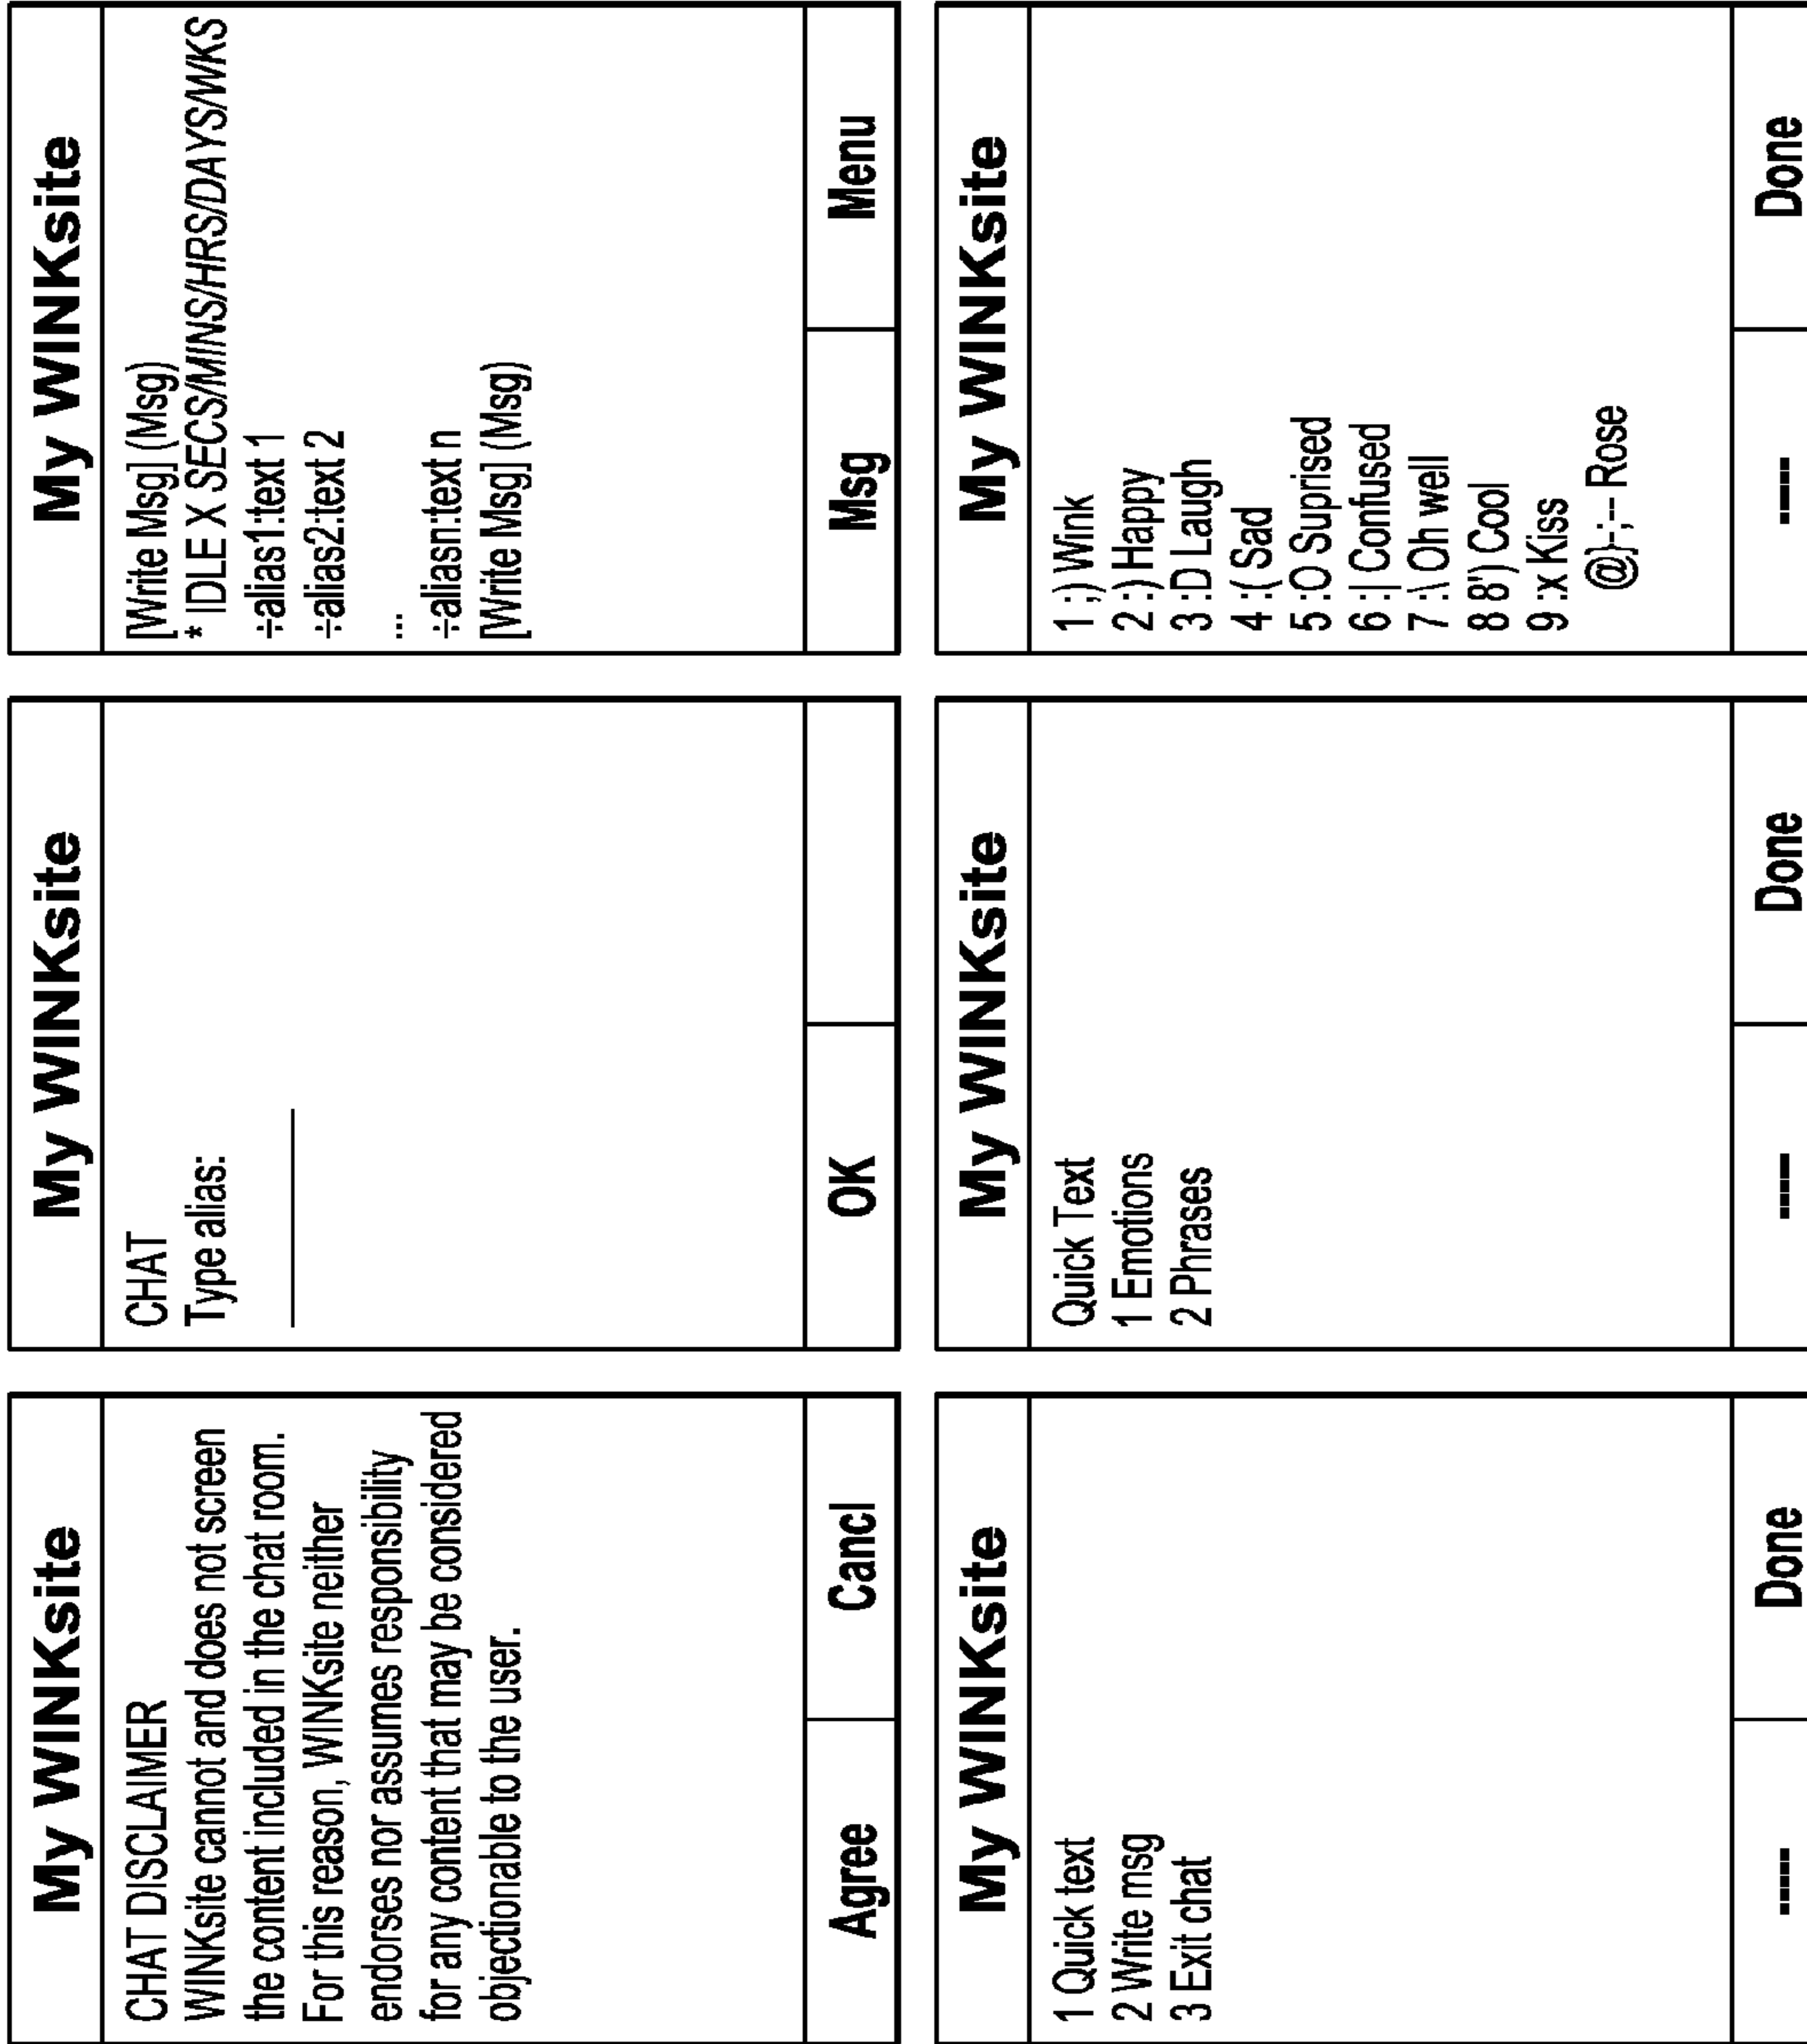 My WINKsite
CHAT DISCLAIMER
WINKsite cannot and does not screen
the content included in the chat room.
For this reason, WINKsite neither
endorses nor assumes responsibility
for any content that may be considered
objectionable to the user.
Agree
Cancl
My WINKsite
CHAT
Type alias:
OK
My WINKsite
[Write Msg] (Msg)
* IDLE X SECS/MINS/HRS/DAYS/WKS
÷alias1:text 1
÷alias2:text 2
...
÷aliasn:text n
[Write Msg] (Msg)
Msg
Menu
My WINKsite
1 Quick text
2 Write msg
3 Exit chat
-----
Done
My WINKsite
Quick Text
1 Emotions
2 Phrases
-----
Done
My WINKsite
1 ;) Wink
2 :) Happy
3 :D Laugh
4 :( Sad
5 :O Suprised
6 :| Confused
7 :\ Oh well
8 8') Cool
9 :x Kiss
@}-;-- Rose
-----
Done